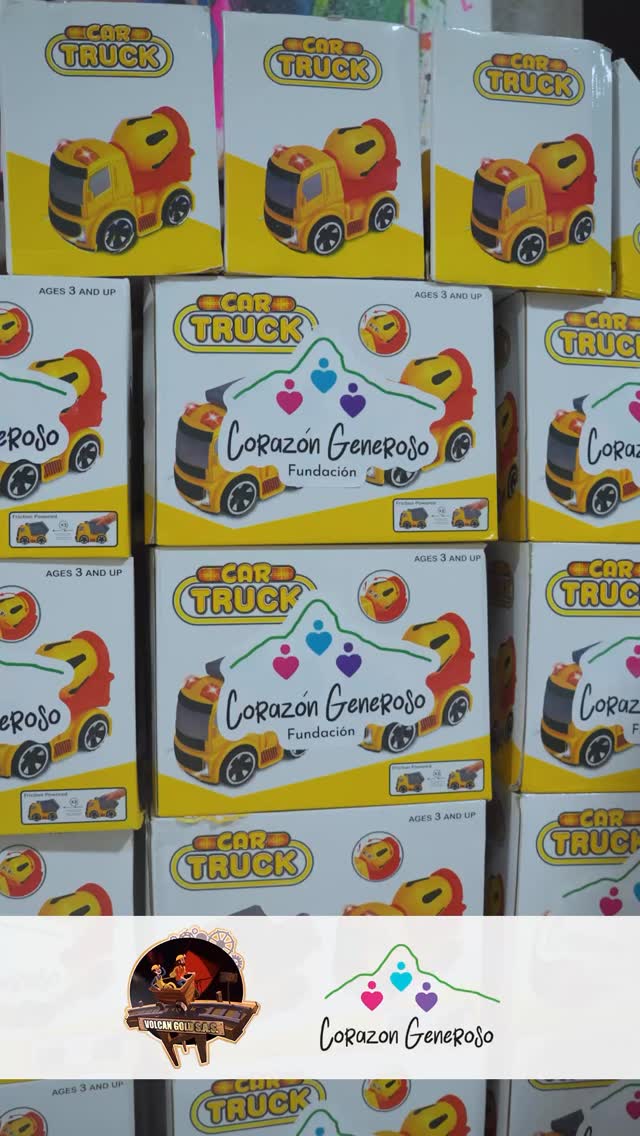 CAR
TRUCK
CAR
TRUCK
CAR
TRUCK
AGES 3 AND UP
CAR
TRUCK
AGES 3 AND UP
CAR
Corazón Generoso
Fundación
Friction Powered
Friction Powered
AGES 3 AND UP
CAR
TRUCK
AGES 3 AND UP
CAR
Corazón Generoso
Fundación
Friction Powered
Friction Powered
CAR
TRUCK
AGES 3 AND UP
CAR
VOLCAN GOLD S.A.S.
Corazon Generoso
AGES 3 AND UP
CAR
TRUCK